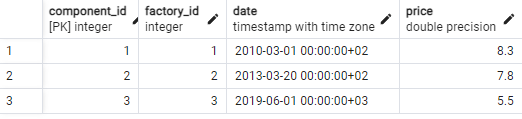 component_id factory_id date price
[PK] integer integer timestamp with time zone double precision
1 1 1 2010-03-01 00:00:00+02 8.3
2 2 2 2013-03-20 00:00:00+02 7.8
3 3 3 2019-06-01 00:00:00+03 5.5